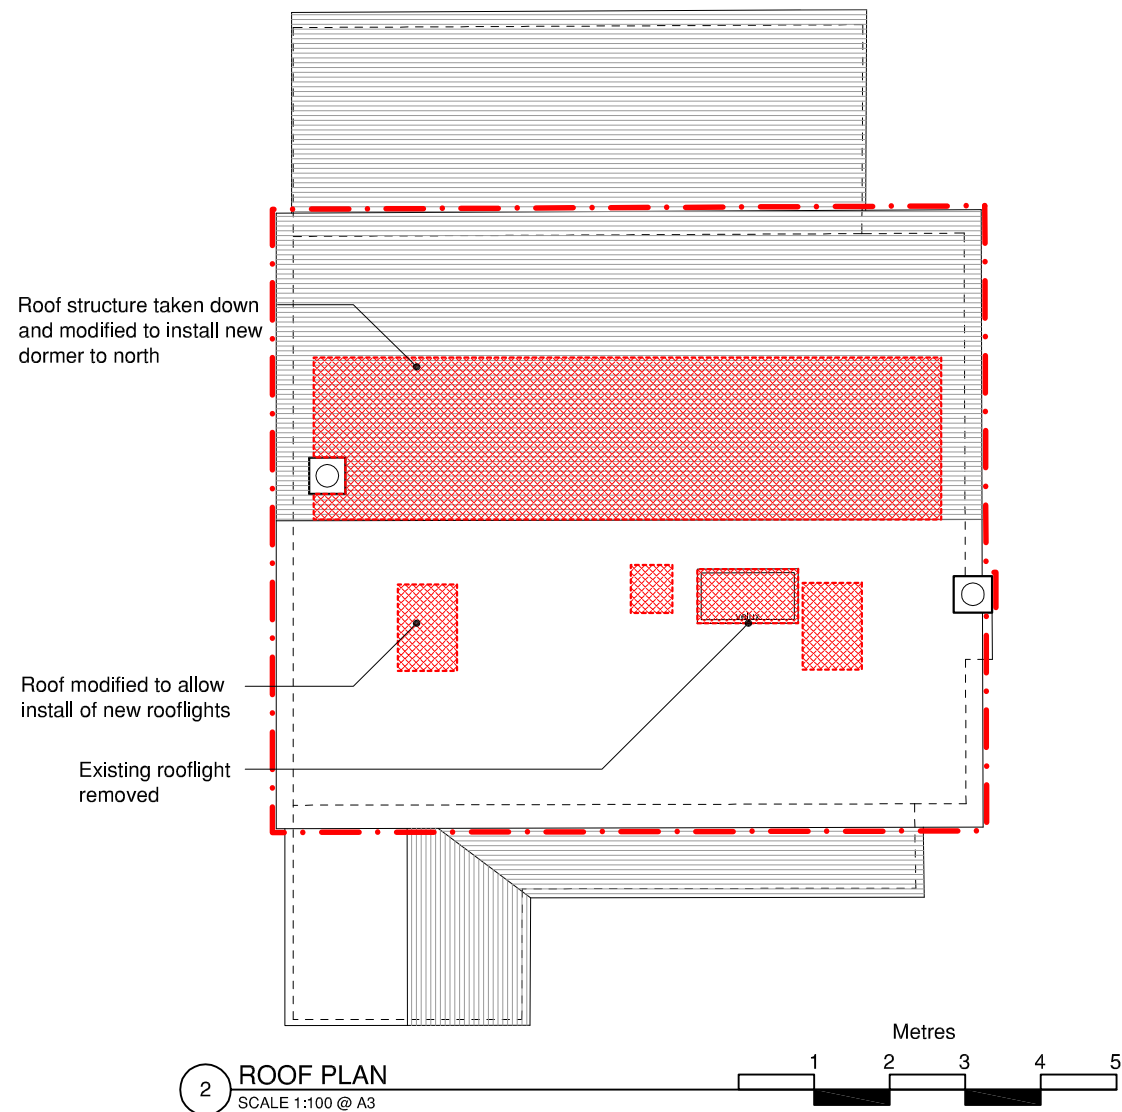 Roof structure taken down
and modified to install new
dormer to north
velux
Roof modified to allow
install of new rooflights
Existing rooflight
removed
Metres
1 2 3 4 5
2 ROOF PLAN
SCALE 1:100 @ A3